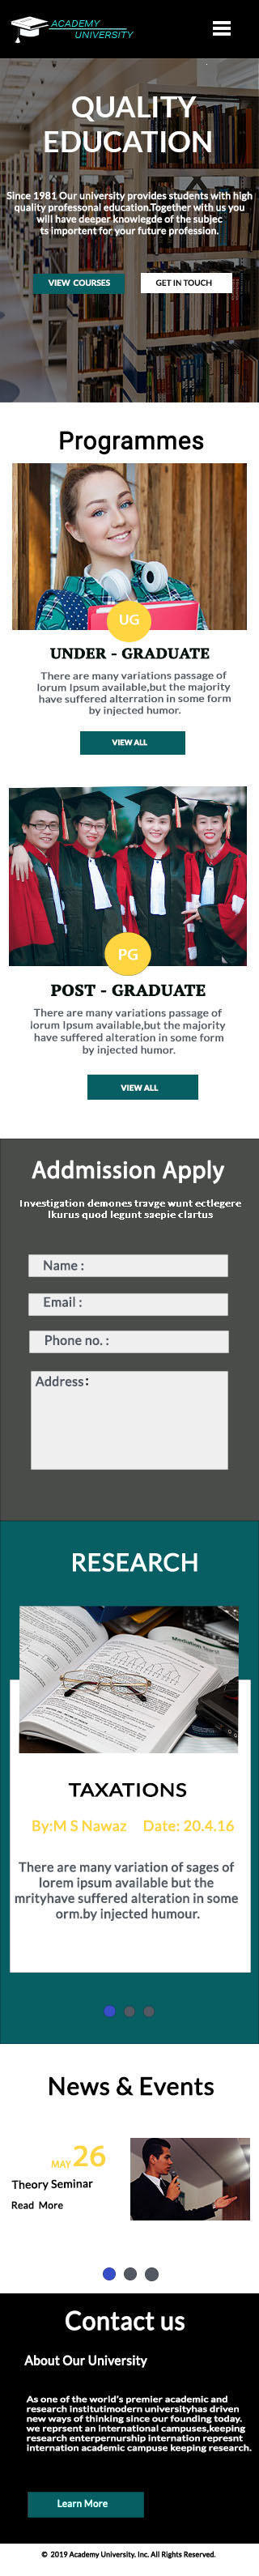 ACADEMY
UNIVERSITY
QUALITY
EDUCATION
Since 1981 Our university provides students with high
quality professional education.Together with us you
will have deeper knowlegde of the subjec
ts importent for your future profession.
VIEW COURSES
GET IN TOUCH
Programmes
UG
UNDER - GRADUATE
There are many variations passage of
lorum Ipsum available,but the majority
have suffered alterration in some form
by injected humor.
VIEW ALL
PG
POST - GRADUATE
There are many variations passage of
lorum Ipsum available,but the majority
have suffered alteration in some form
by injected humor.
VIEW ALL
Addmission Apply
Investigation demones travge wunt ectlegere
lkurus quod legunt saepie clartus
Name :
Email :
Phone no. :
Address :
RESEARCH
TAXATIONS
By:M S Nawaz Date: 20.4.16
There are many variation of sages of
lorem ipsum available but the
mrityhave suffered alteration in some
orm.by injected humour.
News & Events
MAY 26
Theory Seminar
Read More
Contact us
About Our University
As one of the world's premier academic and
research institutimodern universityhas driven
new ways of thinking since our founding today.
we reprsent an international campuses,keeping
research enterpernurship internation represnt
internation academic campuse keeping research.
Learn More
© 2019 Academy University. Inc. All Rights Reserved.